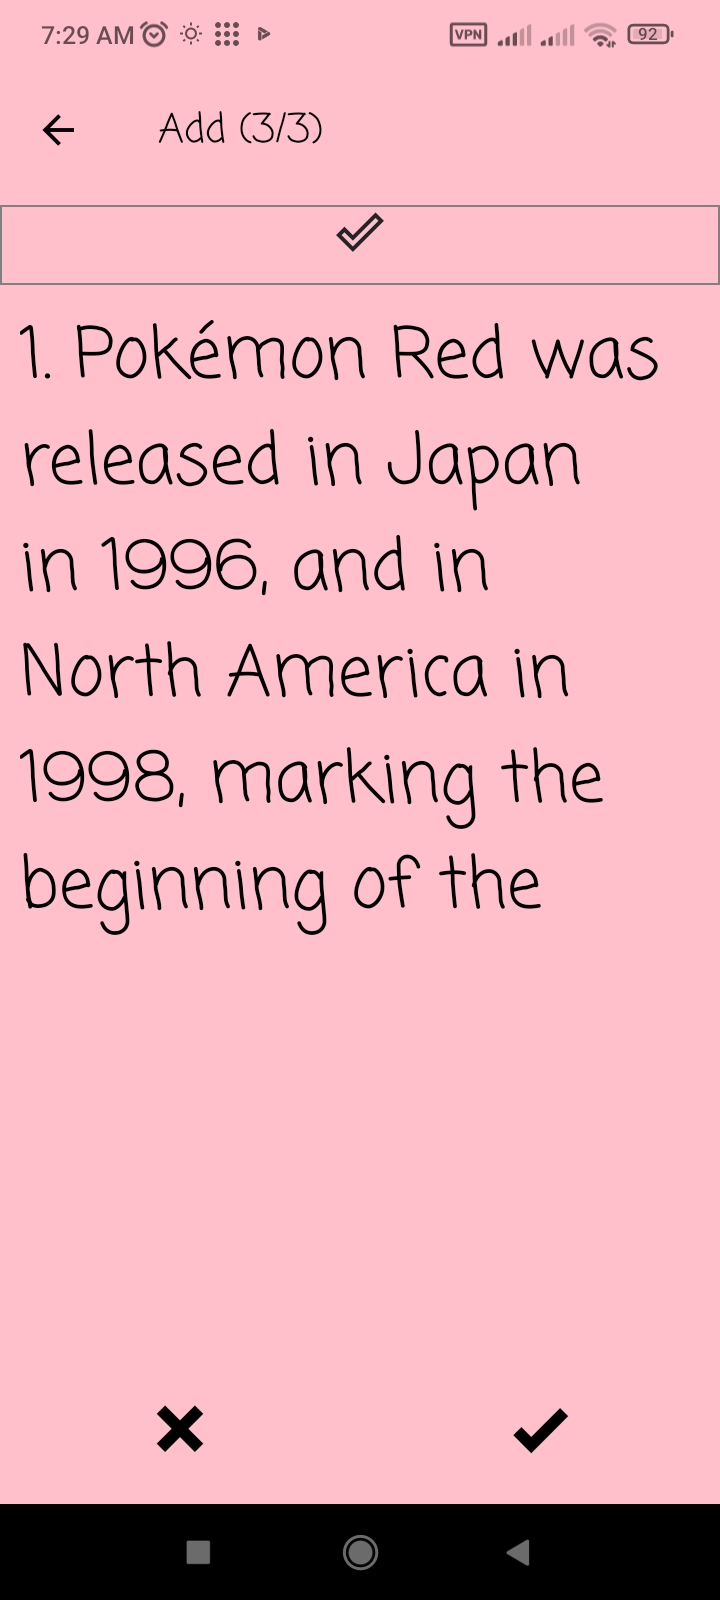 7:29 AM VPN 92
Add (3/3)
1. Pokémon Red was
released in Japan
in 1996, and in
North America in
1998, marking the
beginning of the